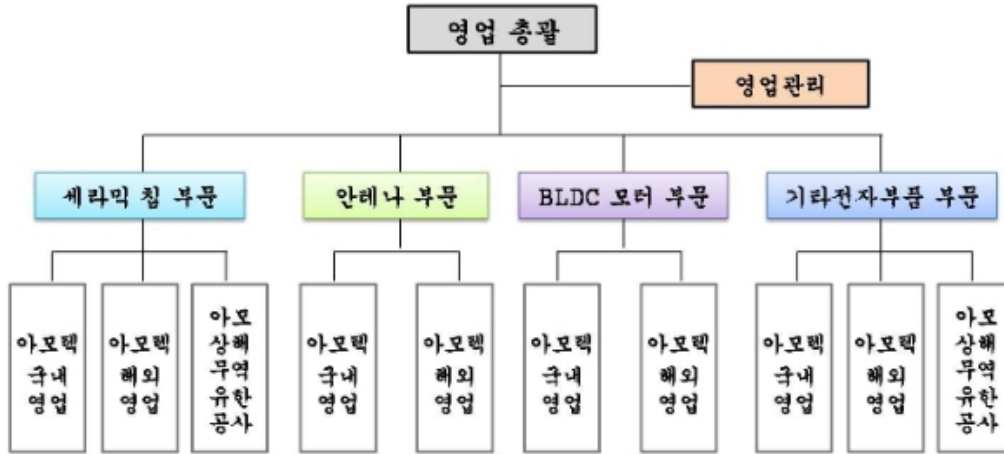 영업 총괄
영업관리
세라믹 칩 부문
안테나 부문
BLDC 모터 부문
기타전자부품 부문
아모텍
국내
영업
아모텍
해외
영업
아모
상해
무역
유한
공사
아모텍
국내
영업
아모텍
해외
영업
아모텍
국내
영업
아모텍
해외
영업
아모텍
국내
영업
아모텍
해외
영업
아모
상해
무역
유한
공사